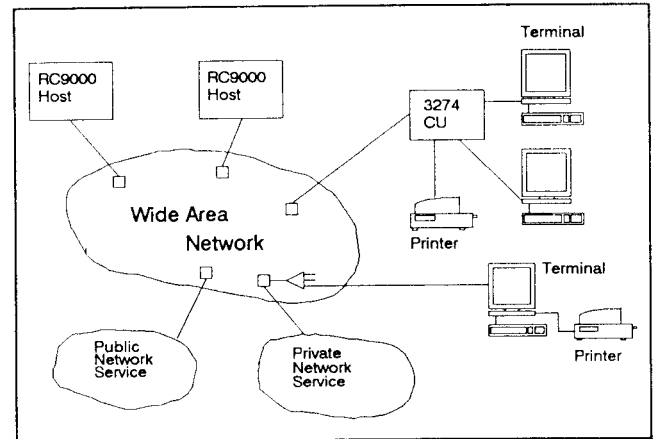 Terminal
RC9000
Host
RC9000
Host
3274
CU
Wide Area
Network
Printer
Terminal
Public
Network
Service
Private
Network
Service
Printer